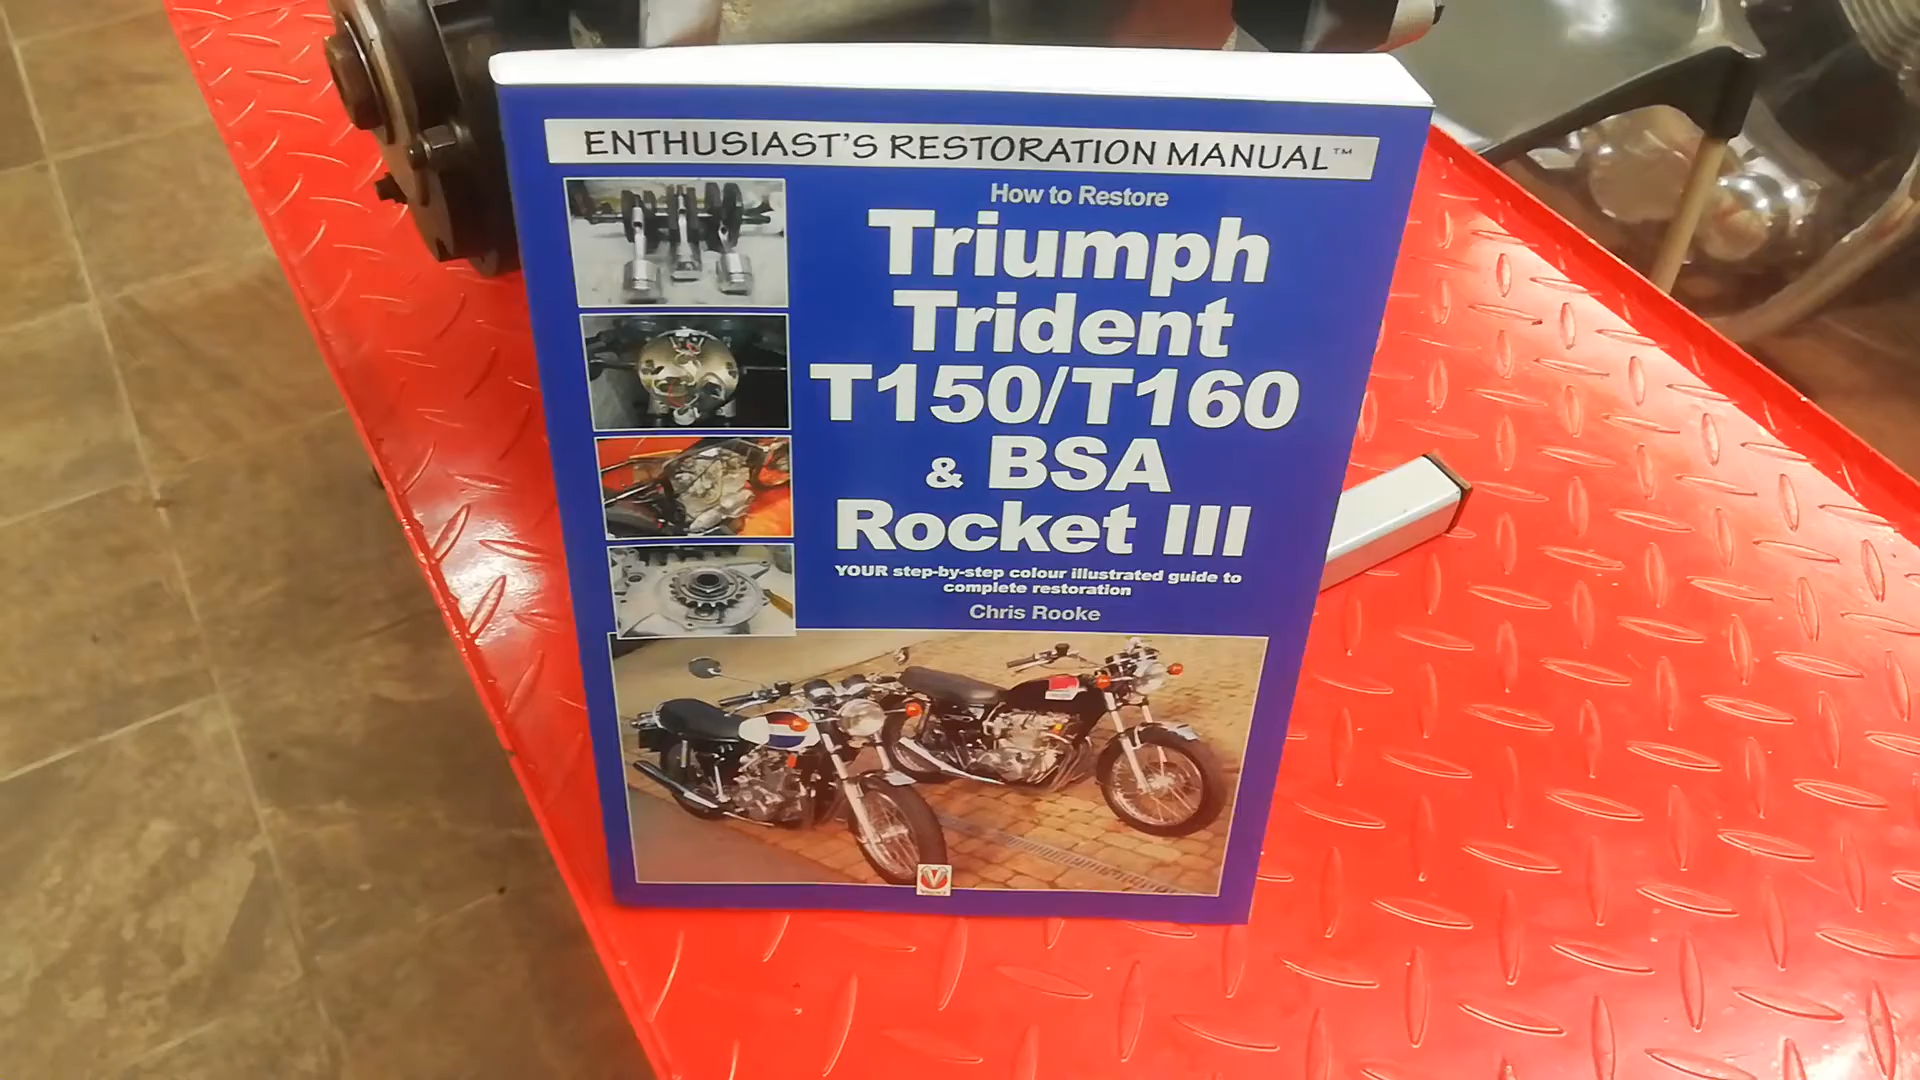 ENTHUSIAST'S RESTORATION MANUAL™
How to Restore
Triumph
Trident
T150/T160
& BSA
Rocket III
YOUR step-by-step colour illustrated guide to
complete restoration
Chris Rooke